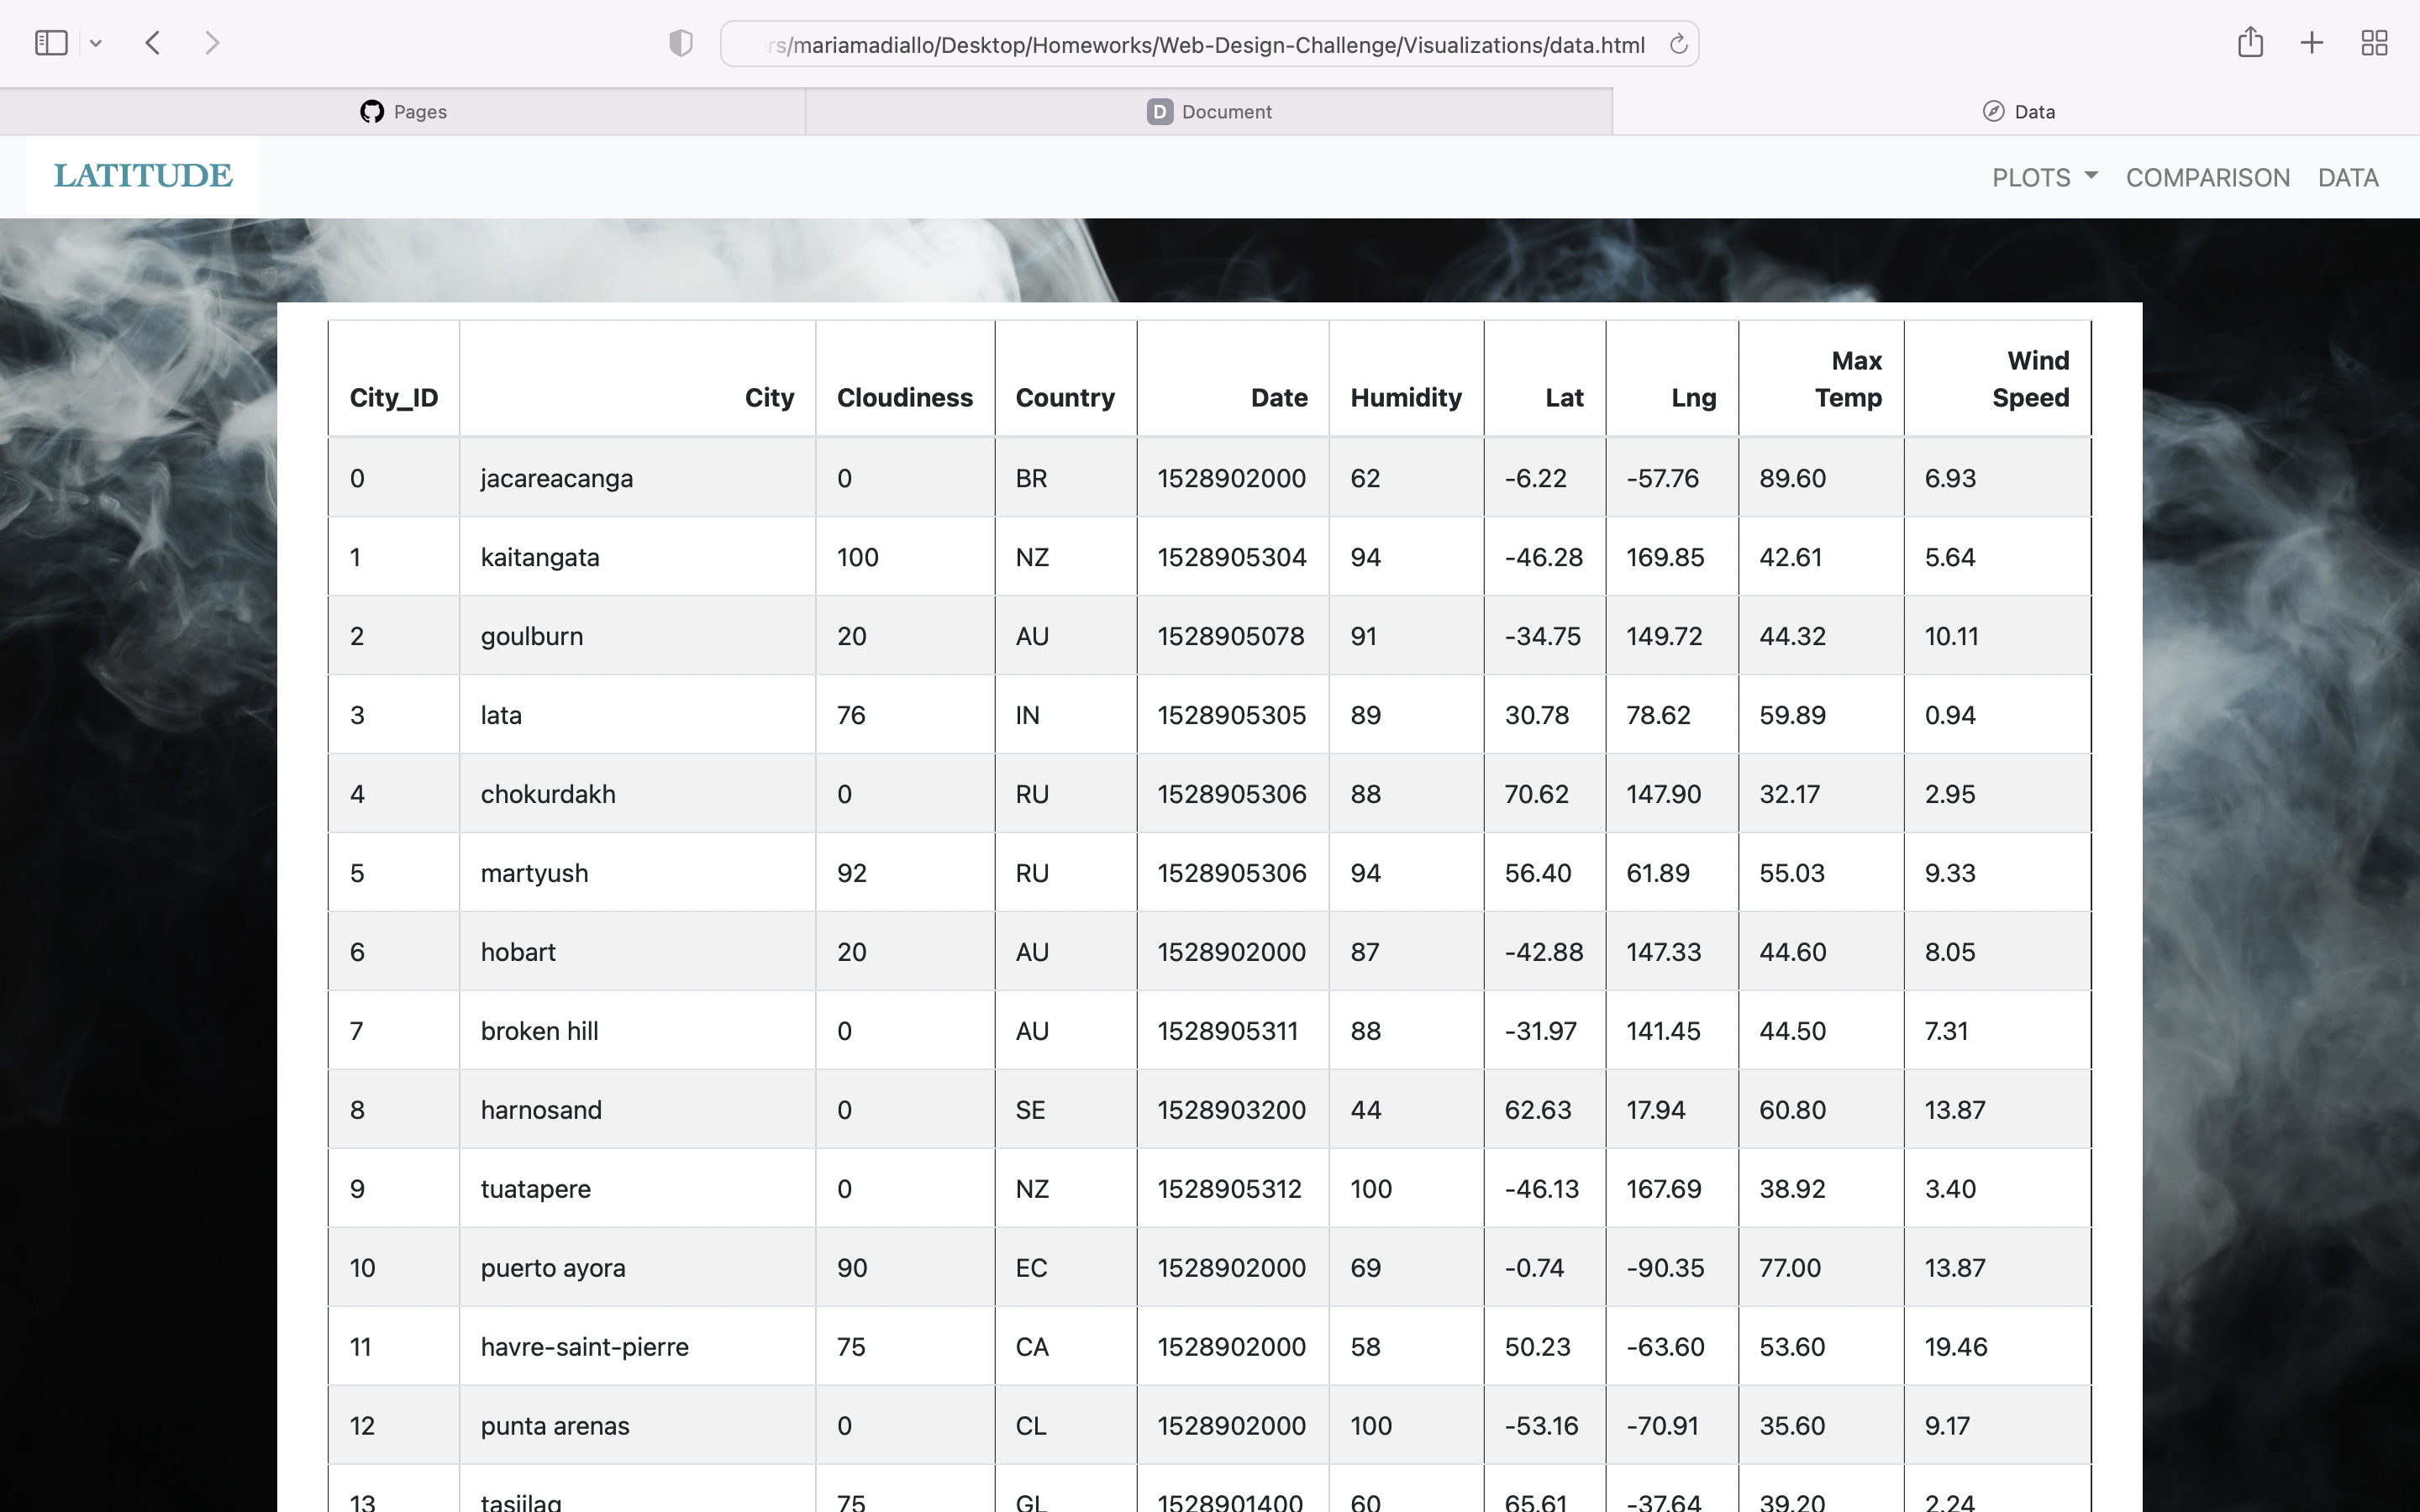 rs/mariamadiallo/Desktop/Homeworks/Web-Design-Challenge/Visualizations/data.html
Pages D Document Data
LATITUDE PLOTS COMPARISON DATA
City_ID City Cloudiness Country Date Humidity Lat Lng Max Temp Wind Speed
0 jacareacanga 0 BR 1528902000 62 -6.22 -57.76 89.60 6.93
1 kaitangata 100 NZ 1528905304 94 -46.28 169.85 42.61 5.64
2 goulburn 20 AU 1528905078 91 -34.75 149.72 44.32 10.11
3 lata 76 IN 1528905305 89 30.78 78.62 59.89 0.94
4 chokurdakh 0 RU 1528905306 88 70.62 147.90 32.17 2.95
5 martyush 92 RU 1528905306 94 56.40 61.89 55.03 9.33
6 hobart 20 AU 1528902000 87 -42.88 147.33 44.60 8.05
7 broken hill 0 AU 1528905311 88 -31.97 141.45 44.50 7.31
8 harnosand 0 SE 1528903200 44 62.63 17.94 60.80 13.87
9 tuatapere 0 NZ 1528905312 100 -46.13 167.69 38.92 3.40
10 puerto ayora 90 EC 1528902000 69 -0.74 -90.35 77.00 13.87
11 havre-saint-pierre 75 CA 1528902000 58 50.23 -63.60 53.60 19.46
12 punta arenas 0 CL 1528902000 100 -53.16 -70.91 35.60 9.17
13 tasiilaq 75 GL 1528901400 60 65.61 -37.64 39.20 2.24